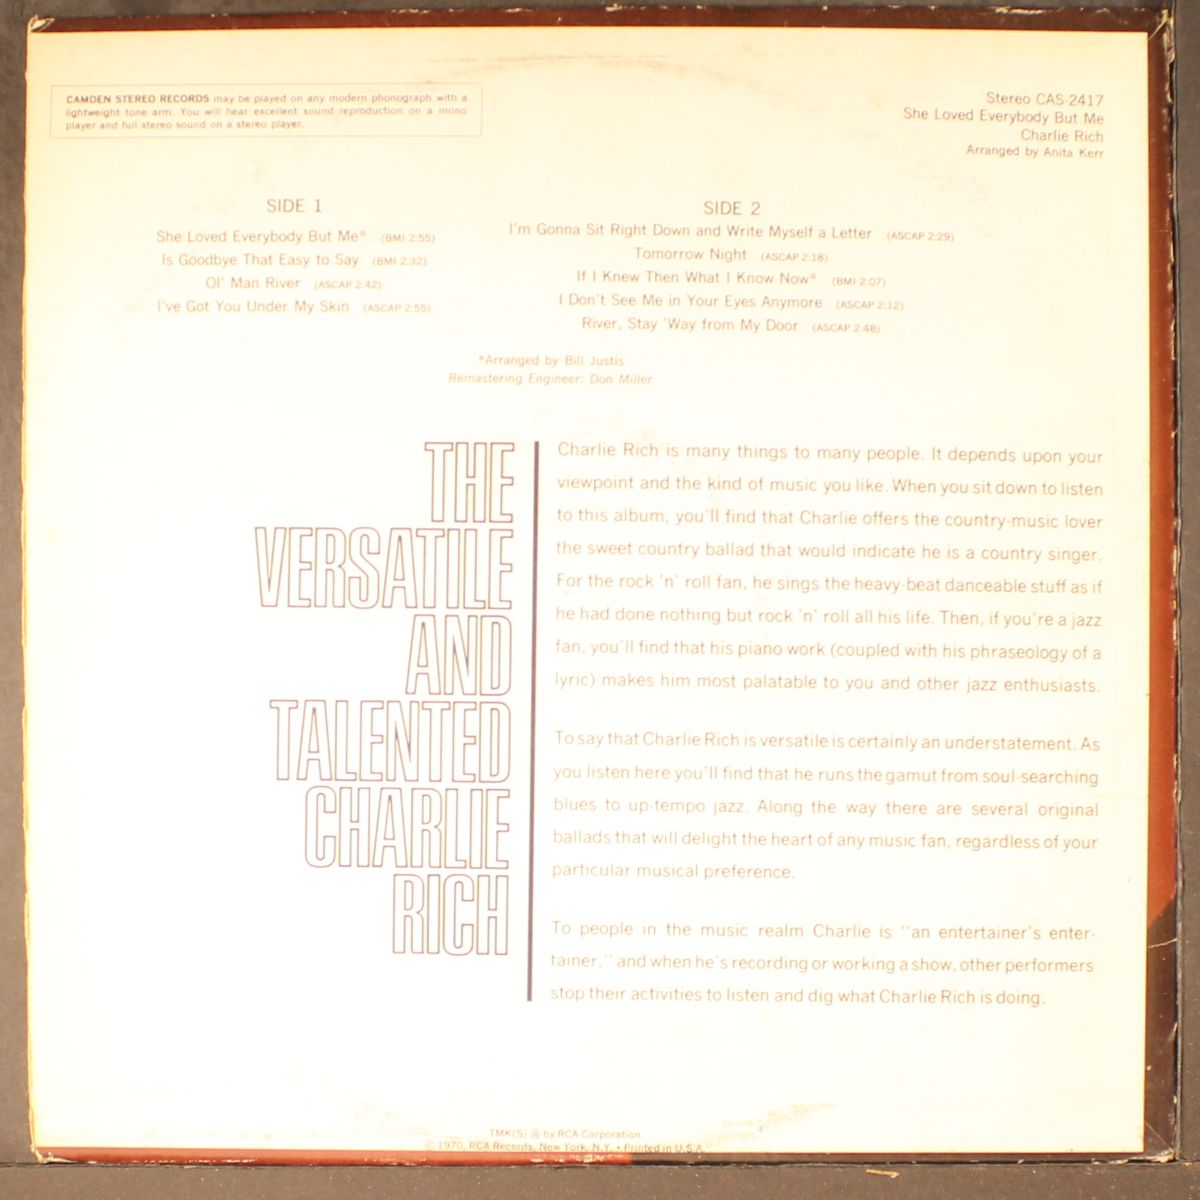 CAMDEN STEREO RECORDS may be played on any modern phonograph with a
lightweight tone arm. You will hear excellent sound reproduction on a mono
player and full stereo sound on a stereo player.
Stereo CAS-2417
She Loved Everybody But Me
Charlie Rich
Arranged by Anita Kerr
SIDE 1
She Loved Everybody But Me* (BMI 2:55)
Is Goodbye That Easy to Say (BMI 2:32)
Ol' Man River (ASCAP 2:42)
I've Got You Under My Skin (ASCAP 2:55)
SIDE 2
I'm Gonna Sit Right Down and Write Myself a Letter (ASCAP 2:29)
Tomorrow Night (ASCAP 2:18)
If I Knew Then What I Know Now* (BMI 2:07)
I Don't See Me in Your Eyes Anymore (ASCAP 2:12)
River, Stay 'Way from My Door (ASCAP 2:48)
*Arranged by Bill Justis
Remastering Engineer: Don Miller
THE
VERSATILE
AND
TALENTED
CHARLIE
RICH
Charlie Rich is many things to many people. It depends upon your
viewpoint and the kind of music you like. When you sit down to listen
to this album, you'll find that Charlie offers the country-music lover
the sweet country ballad that would indicate he is a country singer.
For the rock 'n' roll fan, he sings the heavy-beat danceable stuff as if
he had done nothing but rock 'n' roll all his life. Then, if you're a jazz
fan, you'll find that his piano work (coupled with his phraseology of a
lyric) makes him most palatable to you and other jazz enthusiasts.
To say that Charlie Rich is versatile is certainly an understatement. As
you listen here you'll find that he runs the gamut from soul-searching
blues to up-tempo jazz. Along the way there are several original
ballads that will delight the heart of any music fan, regardless of your
particular musical preference.
To people in the music realm Charlie is "an entertainer's enter-
tainer," and when he's recording or working a show, other performers
stop their activities to listen and dig what Charlie Rich is doing.
TMK(S) ® by RCA Corporation
© 1970, RCA Records, New York, N.Y. • Printed in U.S.A.